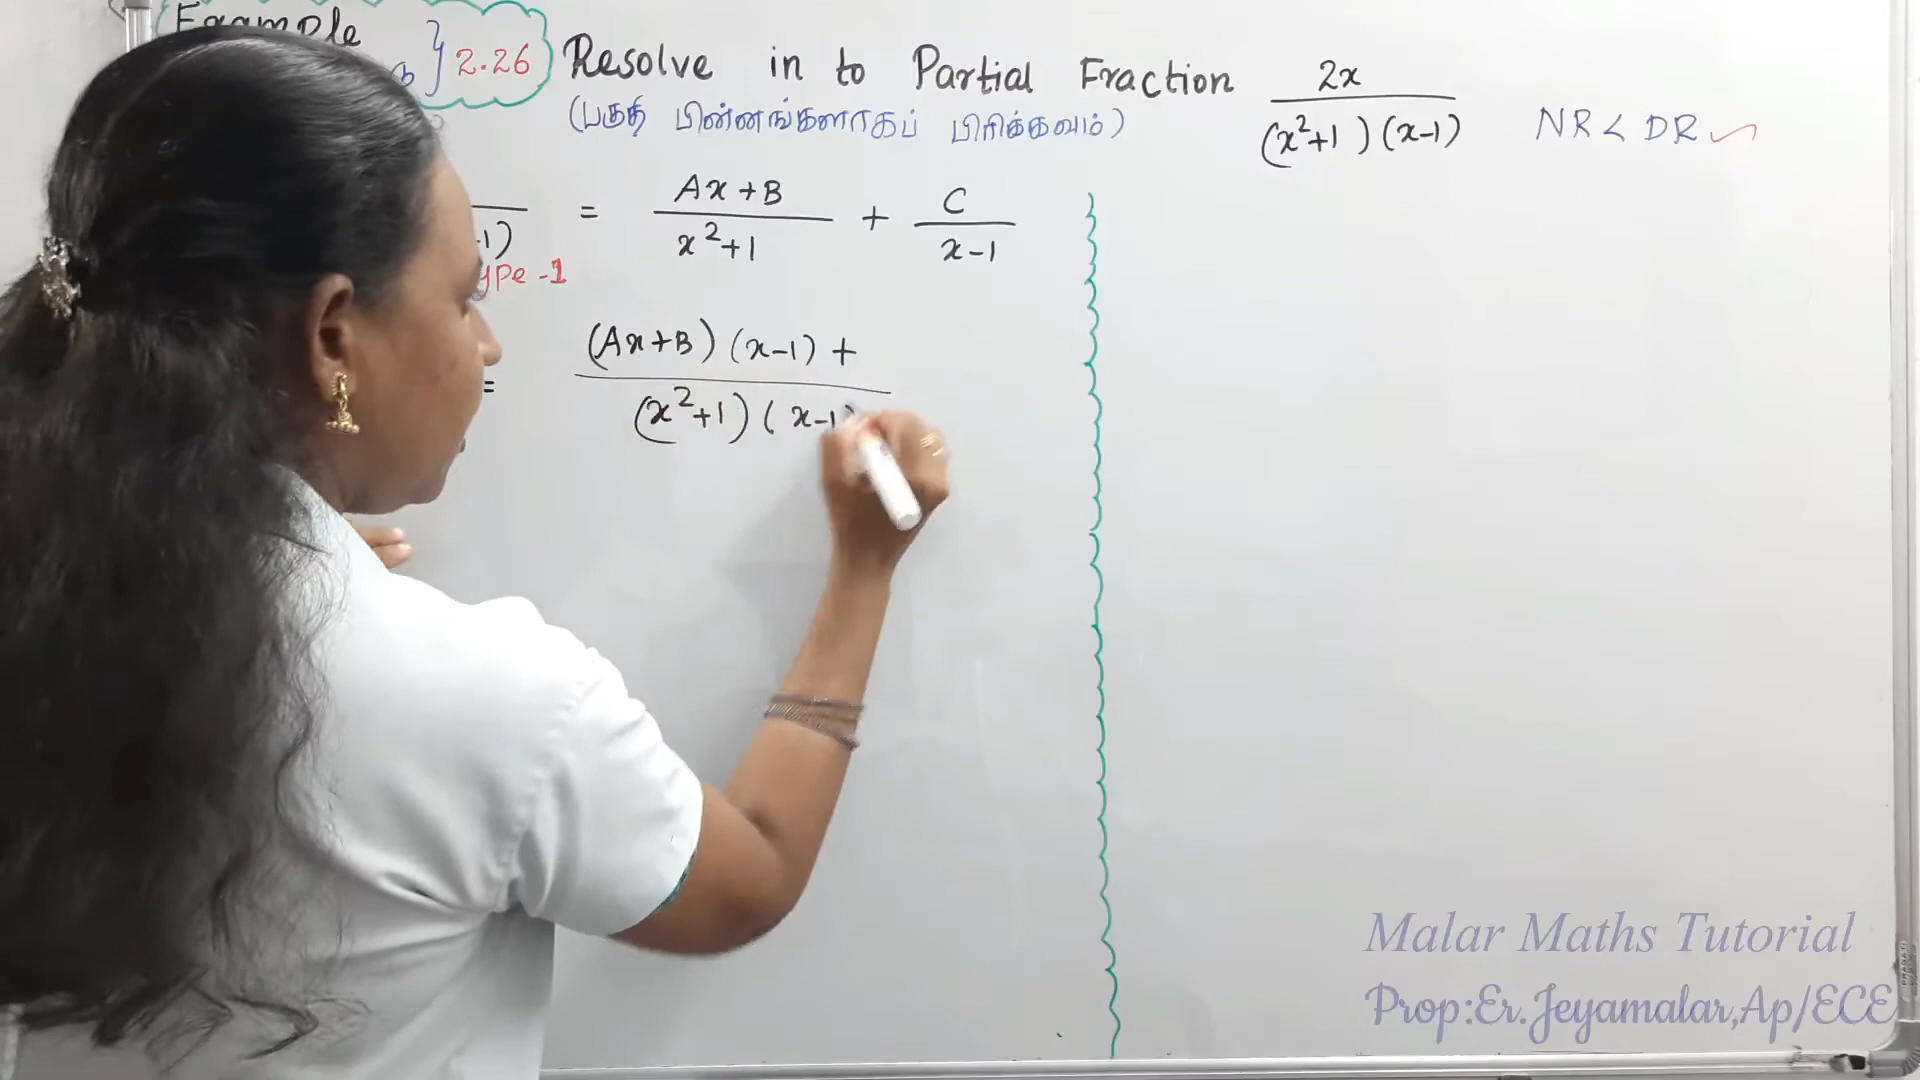 Example
} 2.26
Resolve in to Partial Fraction 2x / (x²+1)(x-1)
(பகுதி பின்னங்களாகப் பிரிக்கவும்)
NR < DR ✓
-1) = Ax+B / x²+1 + C / x-1
ype -1
= (Ax+B)(x-1) + / (x²+1)(x-1)
Malar Maths Tutorial
Prop:Er.Jeyamalar,Ap/ECE